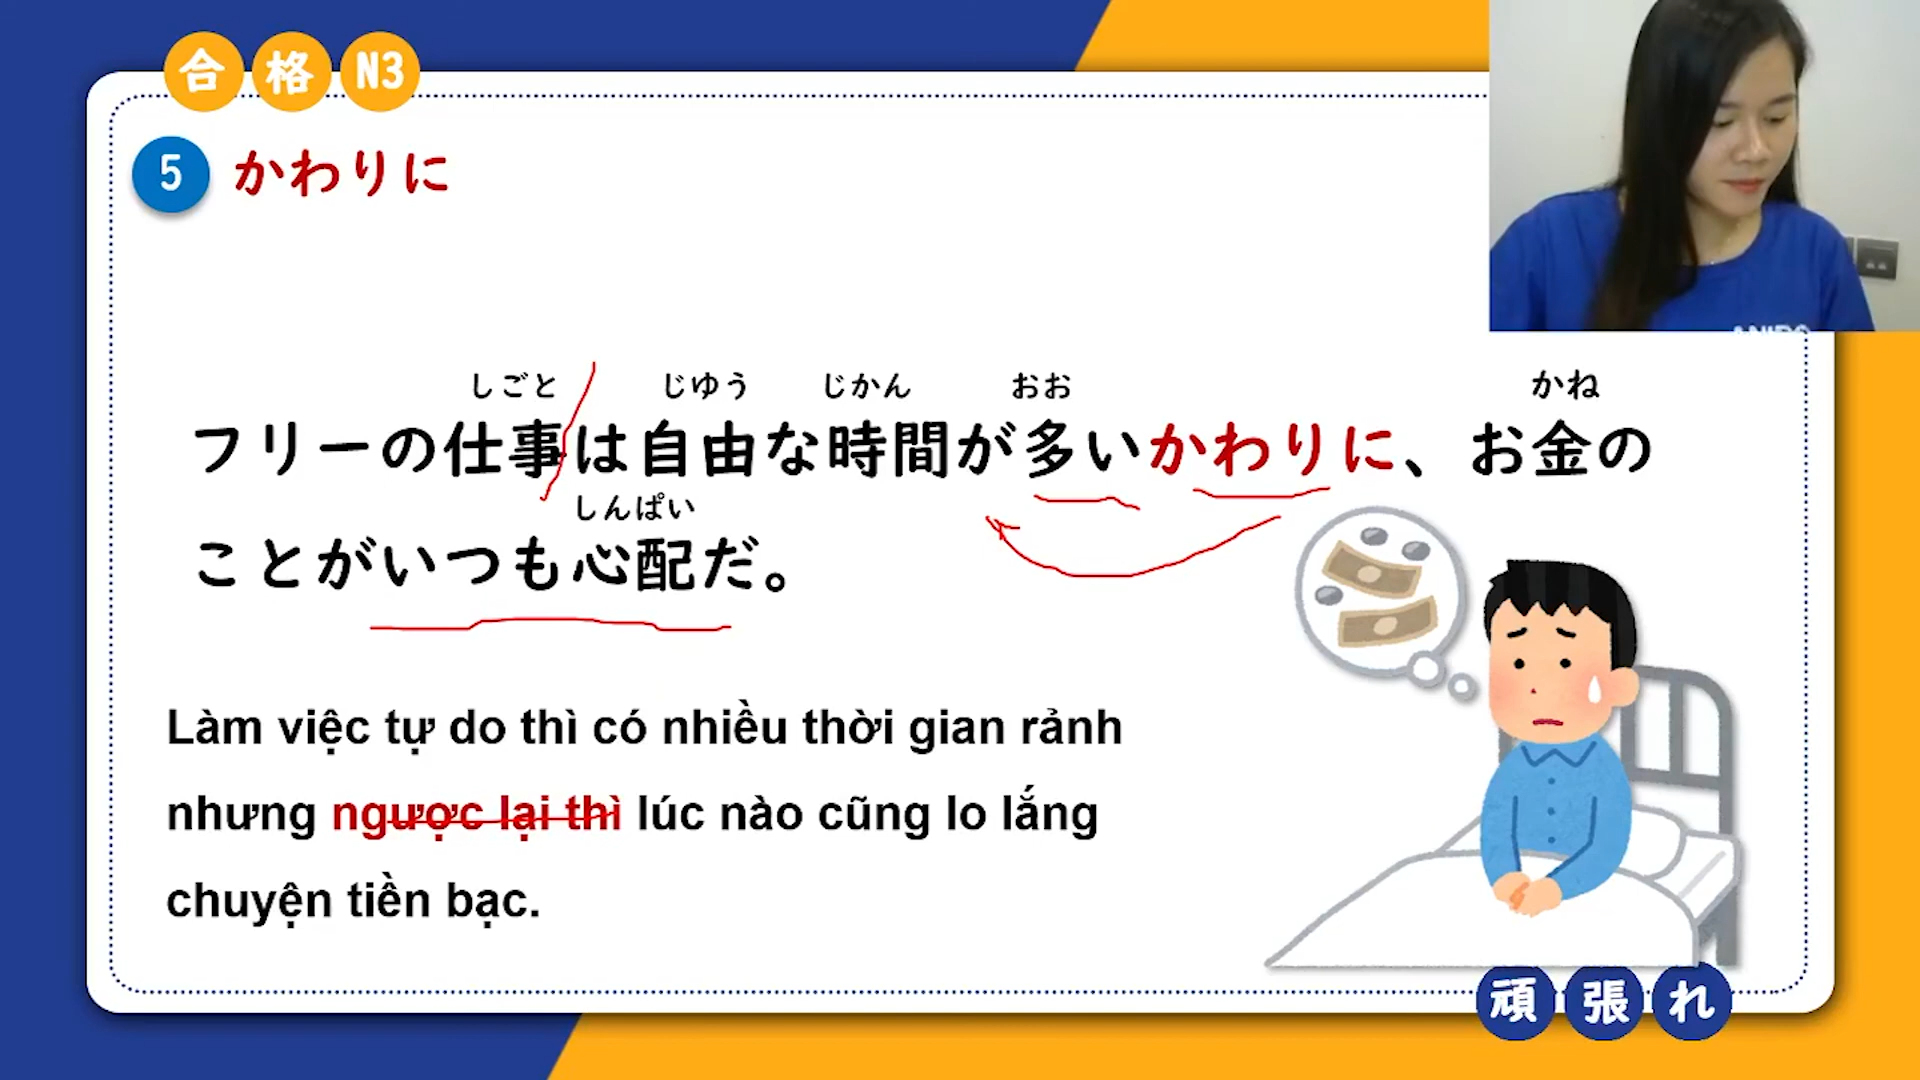 合格N3
5 かわりに
しごと じゆう じかん おお かね
フリーの仕事は自由な時間が多いかわりに、お金の
しんぱい
ことがいつも心配だ。
Làm việc tự do thì có nhiều thời gian rảnh
nhưng ngược lại thì lúc nào cũng lo lắng
chuyện tiền bạc.
頑張れ